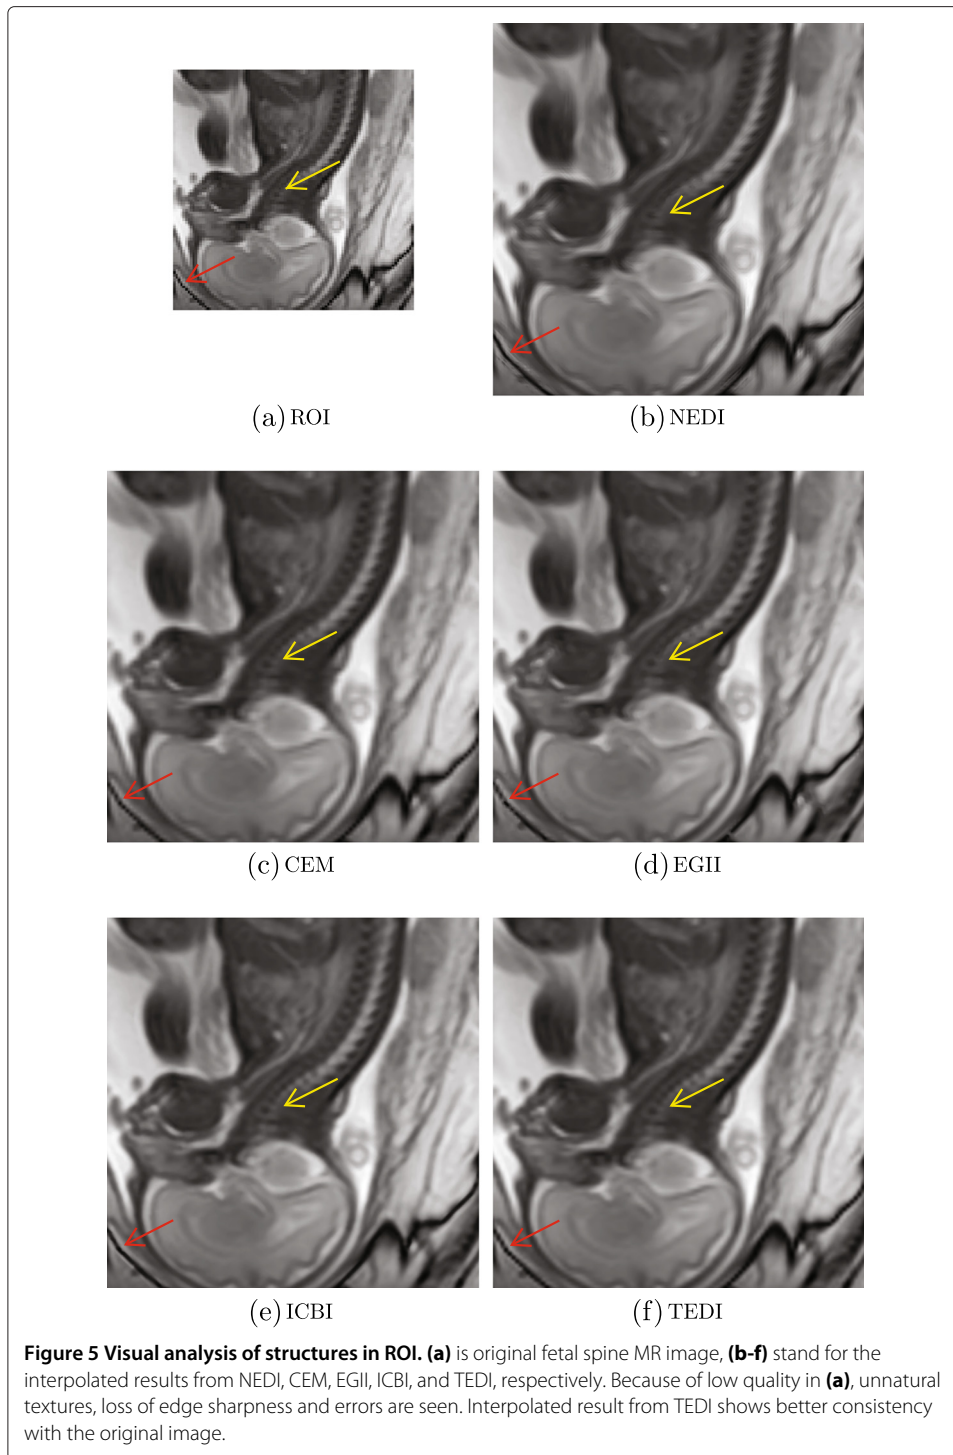 (a) ROI
(b) NEDI
(c) CEM
(d) EGII
(e) ICBI
(f) TEDI
Figure 5 Visual analysis of structures in ROI. (a) is original fetal spine MR image, (b-f) stand for the
interpolated results from NEDI, CEM, EGII, ICBI, and TEDI, respectively. Because of low quality in (a), unnatural
textures, loss of edge sharpness and errors are seen. Interpolated result from TEDI shows better consistency
with the original image.